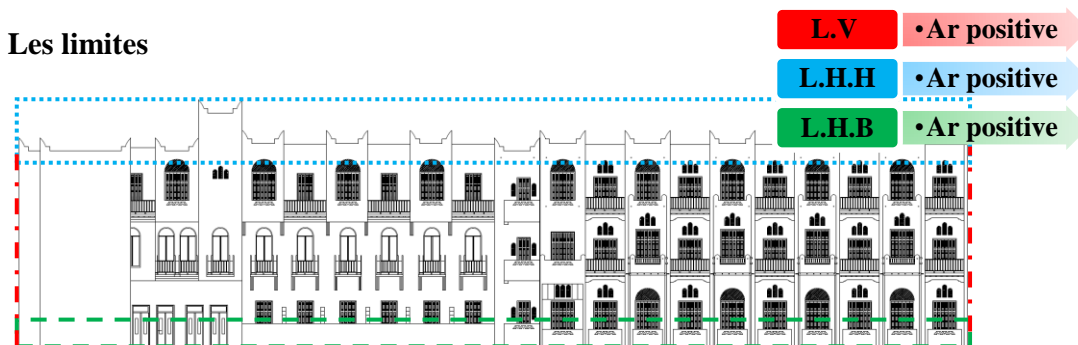 Les limites
L.V •Ar positive
L.H.H •Ar positive
L.H.B •Ar positive